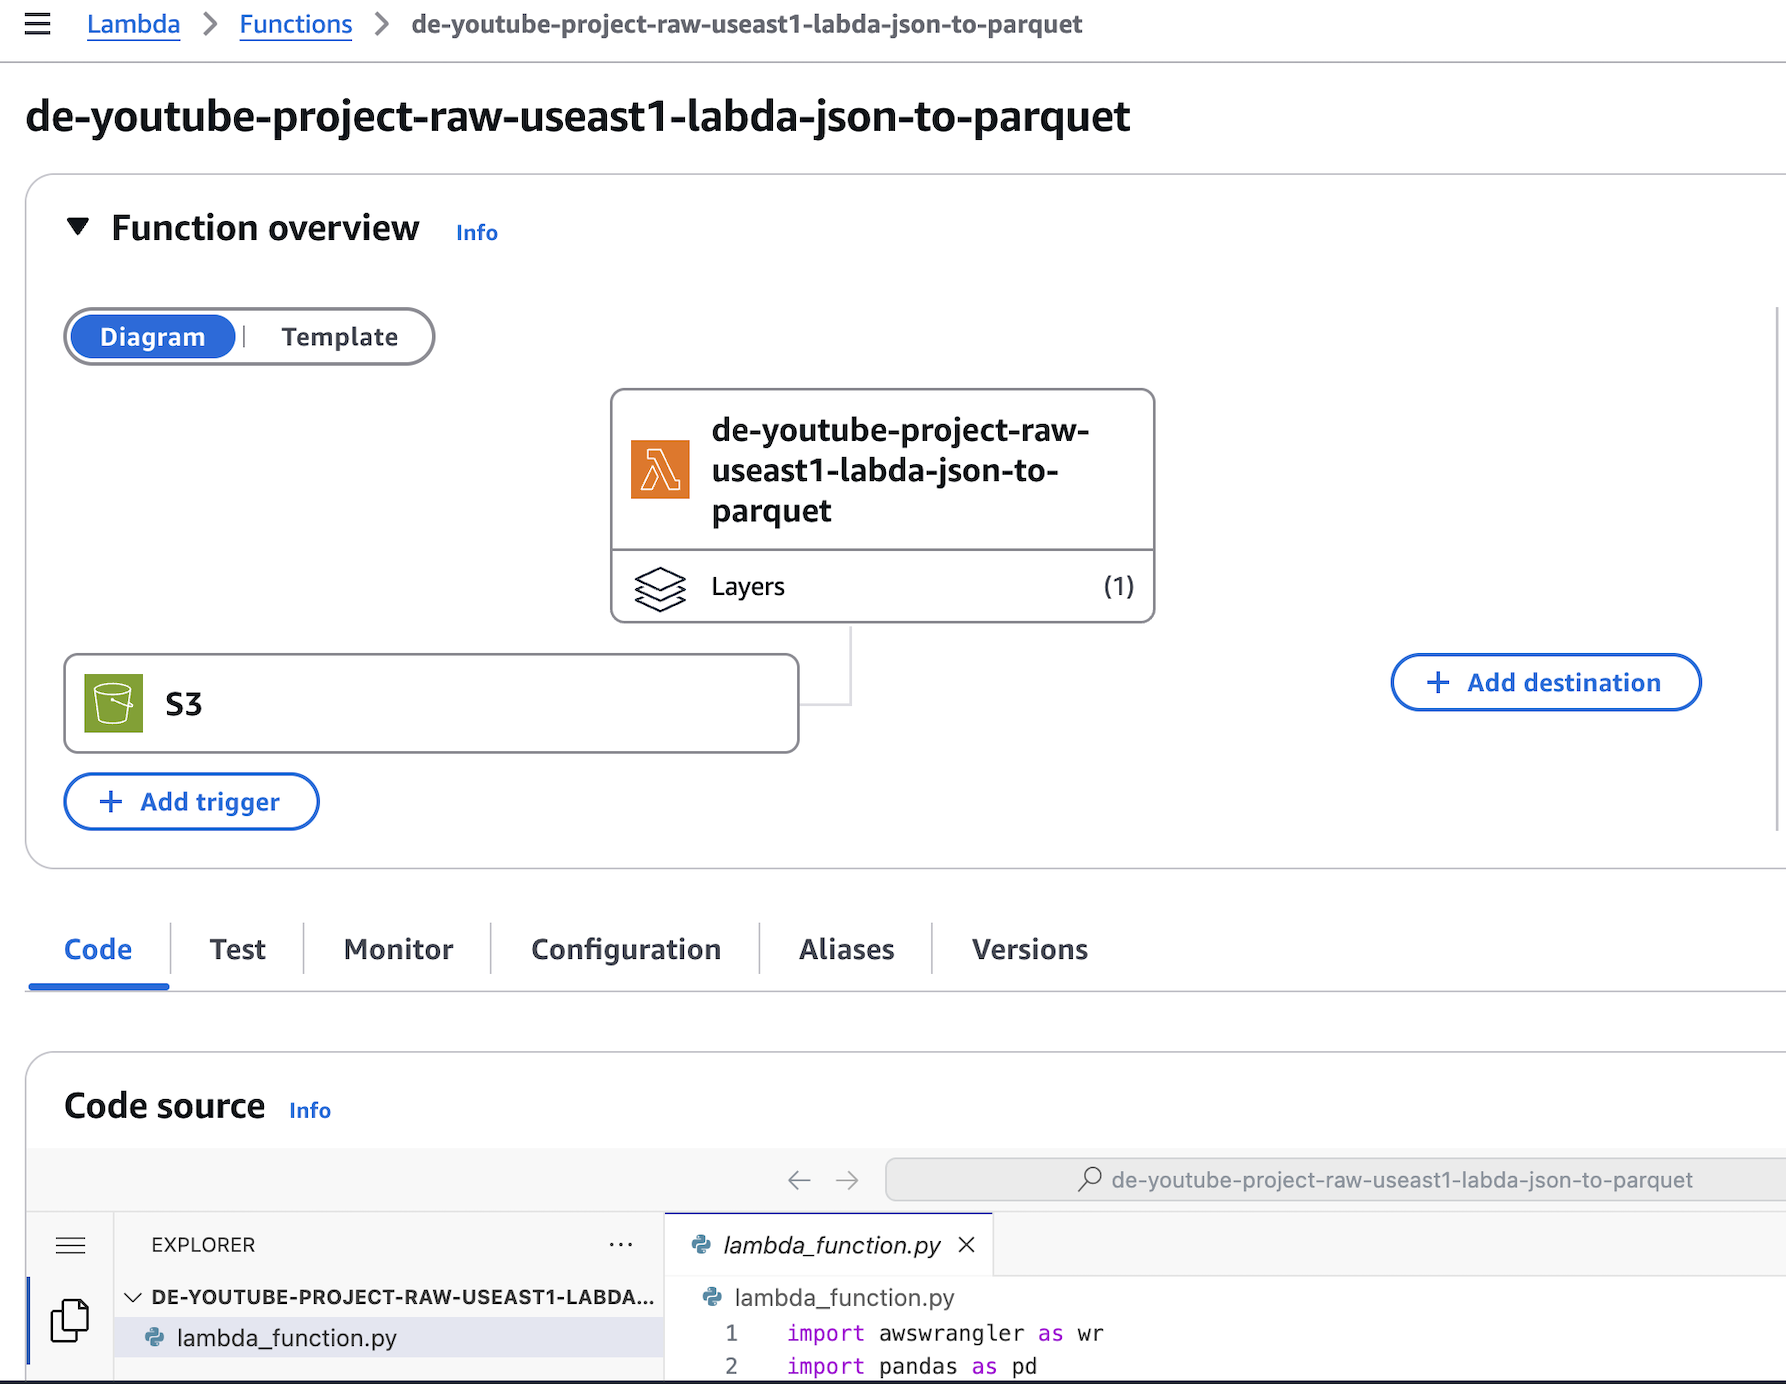 Lambda > Functions > de-youtube-project-raw-useast1-labda-json-to-parquet
de-youtube-project-raw-useast1-labda-json-to-parquet
Function overview Info
Diagram | Template
de-youtube-project-raw-
useast1-labda-json-to-
parquet
Layers (1)
S3
+ Add destination
+ Add trigger
Code Test Monitor Configuration Aliases Versions
Code source Info
de-youtube-project-raw-useast1-labda-json-to-parquet
EXPLORER ...
lambda_function.py
DE-YOUTUBE-PROJECT-RAW-USEAST1-LABDA...
lambda_function.py
lambda_function.py
1 import awswrangler as wr
2 import pandas as pd